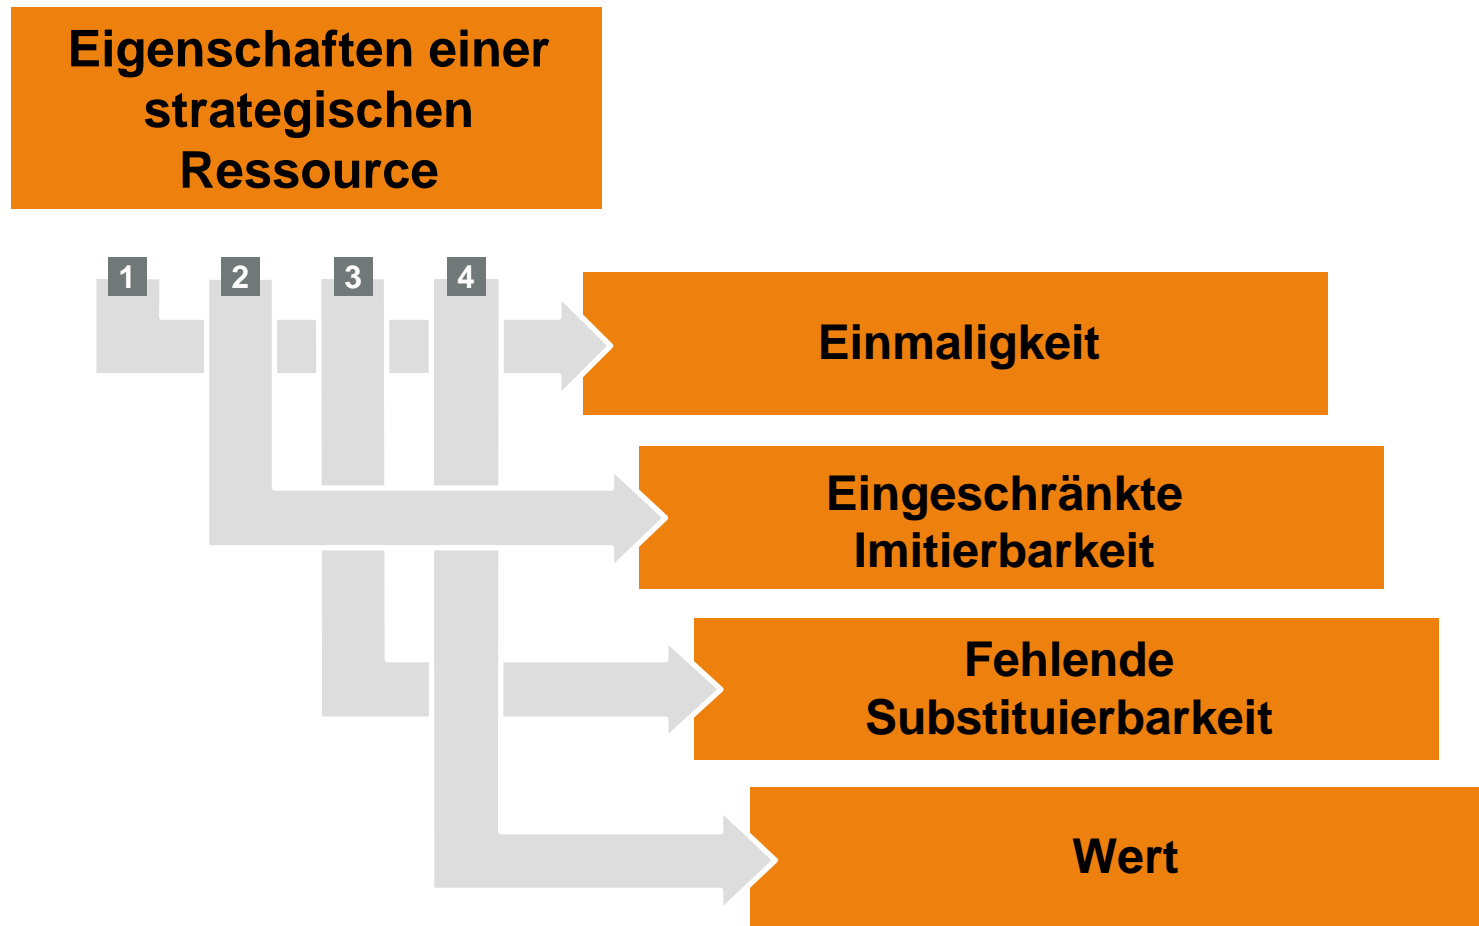 Eigenschaften einer
strategischen
Ressource
1 2 3 4
Einmaligkeit
Eingeschränkte
Imitierbarkeit
Fehlende
Substituierbarkeit
Wert